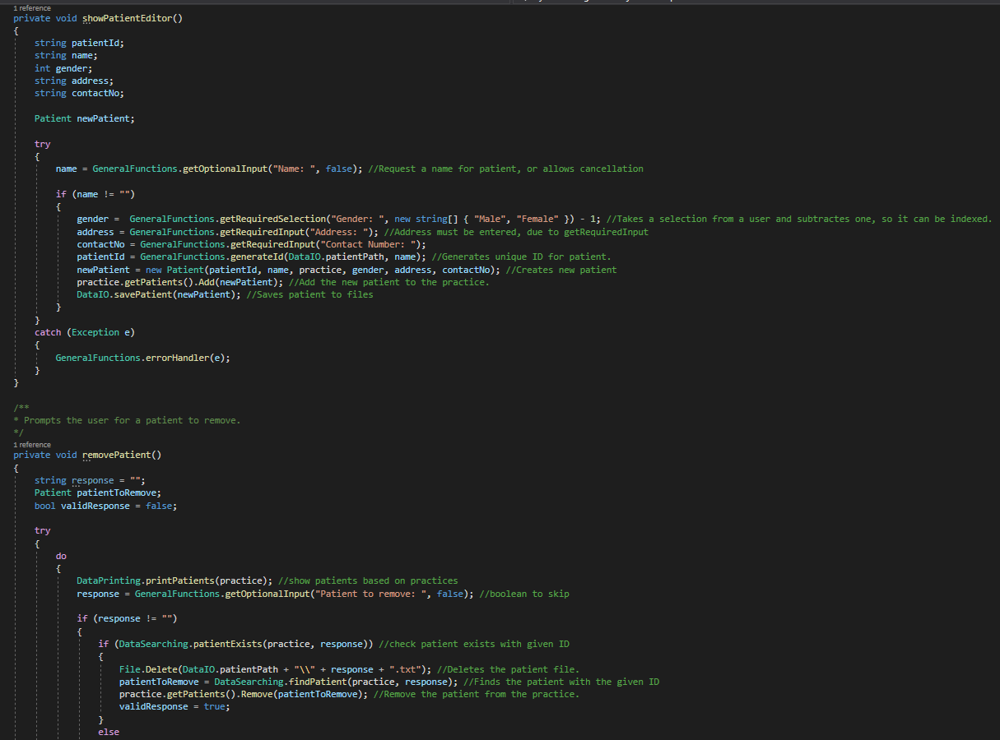 1 reference
private void showPatientEditor()
{
string patientId;
string name;
int gender;
string address;
string contactNo;
Patient newPatient;
try
{
name = GeneralFunctions.getOptionalInput("Name: ", false); //Request a name for patient, or allows cancellation
if (name != "")
{
gender =  GeneralFunctions.getRequiredSelection("Gender: ", new string[] { "Male", "Female" }) - 1; //Takes a selection from a user and subtractes one, so it can be indexed.
address = GeneralFunctions.getRequiredInput("Address: "); //Address must be entered, due to getRequiredInput
contactNo = GeneralFunctions.getRequiredInput("Contact Number: ");
patientId = GeneralFunctions.generateId(DataIO.patientPath, name); //Generates unique ID for patient.
newPatient = new Patient(patientId, name, practice, gender, address, contactNo); //Creates new patient
practice.getPatients().Add(newPatient); //Add the new patient to the practice.
DataIO.savePatient(newPatient); //Saves patient to files
}
}
catch (Exception e)
{
GeneralFunctions.errorHandler(e);
}
}
/**
* Prompts the user for a patient to remove.
*/
1 reference
private void removePatient()
{
string response = "";
Patient patientToRemove;
bool validResponse = false;
try
{
do
{
DataPrinting.printPatients(practice); //show patients based on practices
response = GeneralFunctions.getOptionalInput("Patient to remove: ", false); //boolean to skip
if (response != "")
{
if (DataSearching.patientExists(practice, response)) //check patient exists with given ID
{
File.Delete(DataIO.patientPath + "\\" + response + ".txt"); //Deletes the patient file.
patientToRemove = DataSearching.findPatient(practice, response); //Finds the patient with the given ID
practice.getPatients().Remove(patientToRemove); //Remove the patient from the practice.
validResponse = true;
}
else